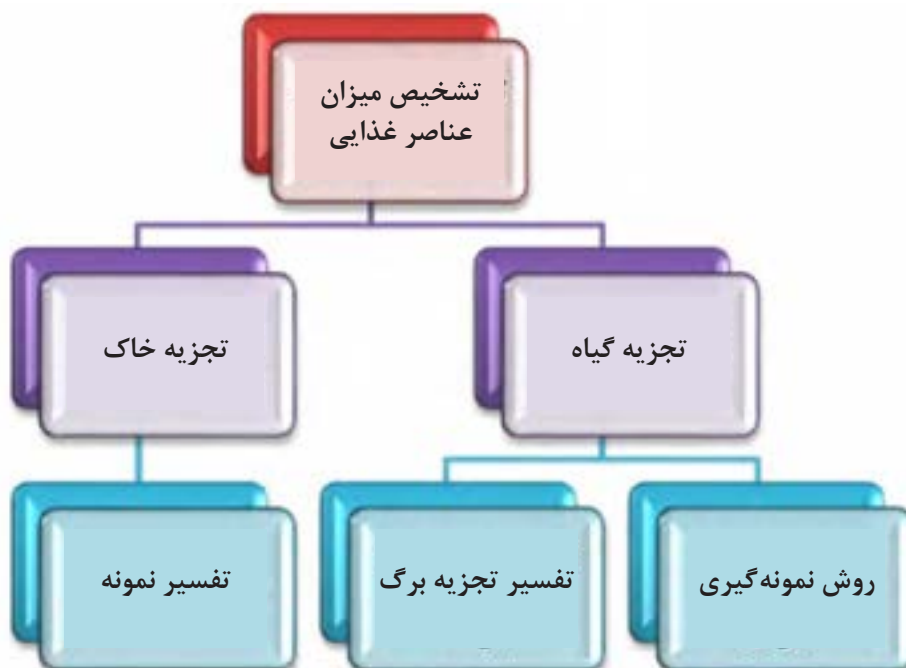 تشخیص میزان
عناصر غذایی
تجزیه گیاه
تجزیه خاک
روش نمونه‌گیری
تفسیر تجزیه برگ
تفسیر نمونه